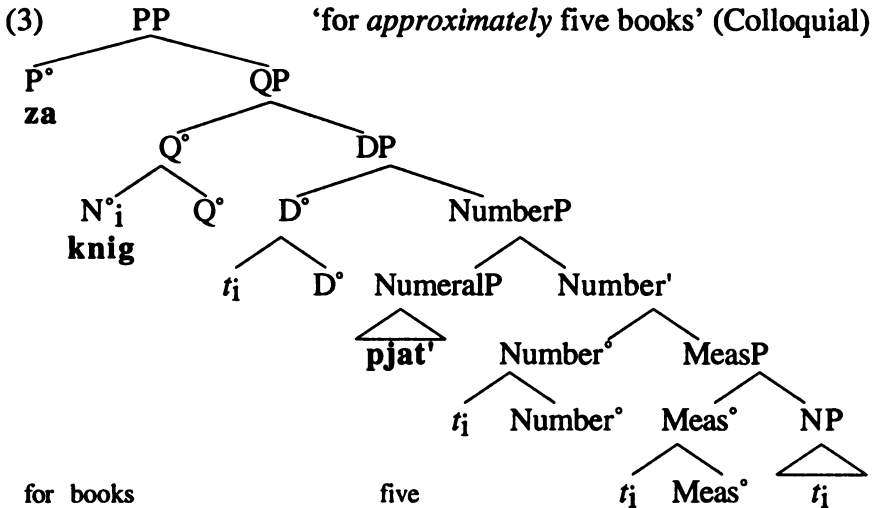 (3) PP 'for approximately five books' (Colloquial)
P° QP
za
Q° DP
N°i Q° D° NumberP
knig
ti D° NumeralP Number'
pjat' Number° MeasP
ti Number° Meas° NP
for books five ti Meas° ti